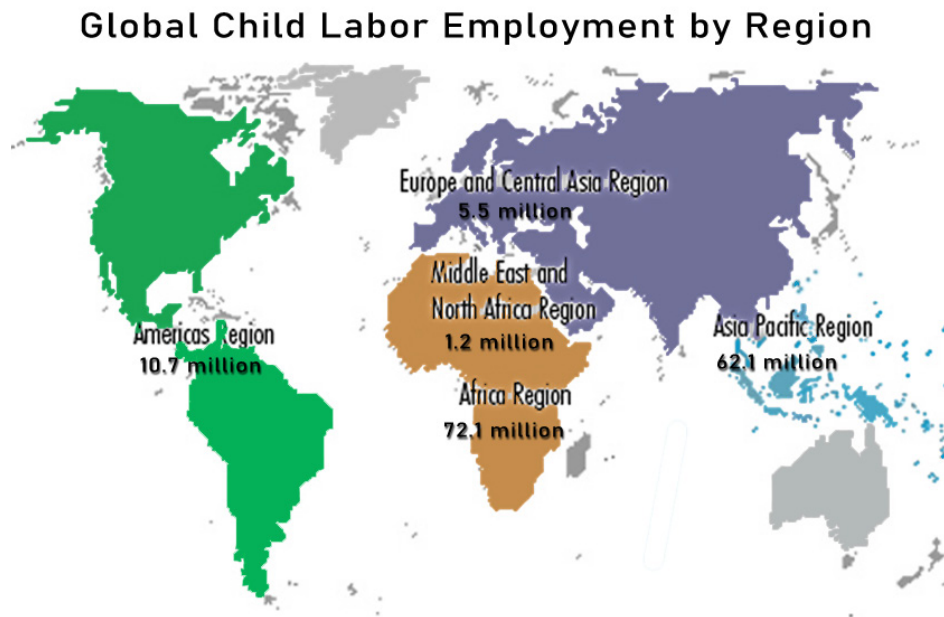 Global Child Labor Employment by Region
Europe and Central Asia Region
5.5 million
Middle East and
North Africa Region
1.2 million
Americas Region
10.7 million
Asia Pacific Region
62.1 million
Africa Region
72.1 million